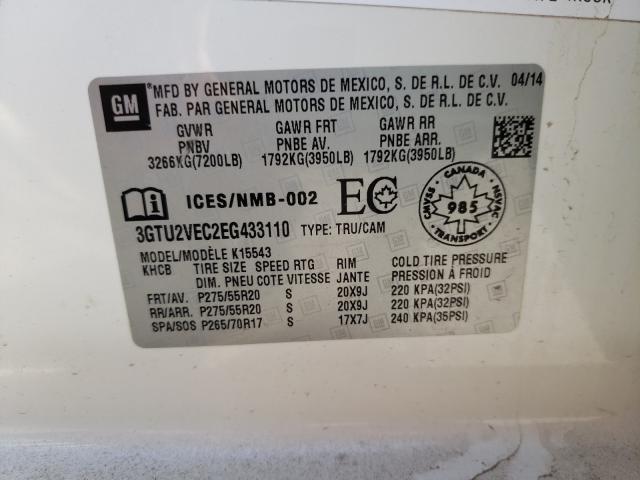 TRUCK
GM
MFD BY GENERAL MOTORS DE MEXICO, S. DE R.L. DE C.V. 04/14
FAB. PAR GENERAL MOTORS DE MEXICO, S. DE R.L. DE C.V.
GVWR GAWR FRT GAWR RR
PNBV PNBE AV. PNBE ARR.
3266KG(7200LB) 1792KG(3950LB) 1792KG(3950LB)
ICES/NMB-002 EC CANADA CMVSS NSVAC 985 TRANSPORT
3GTU2VEC2EG433110 TYPE: TRU/CAM
MODEL/MODÈLE K15543
KHCB TIRE SIZE SPEED RTG RIM COLD TIRE PRESSURE
DIM. PNEU COTE VITESSE JANTE PRESSION À FROID
FRT/AV. P275/55R20 S 20X9J 220 KPA(32PSI)
RR/ARR. P275/55R20 S 20X9J 220 KPA(32PSI)
SPA/SOS P265/70R17 S 17X7J 240 KPA(35PSI)